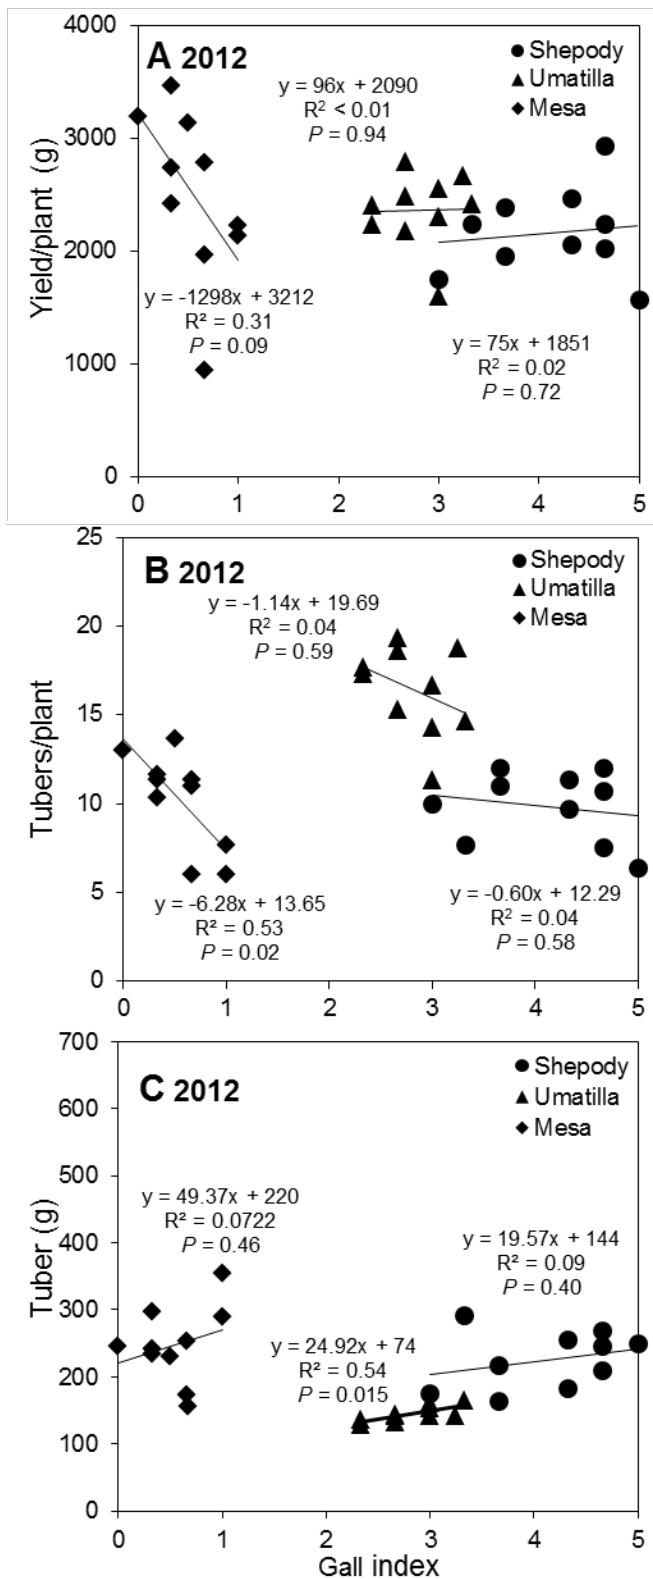 A 2012
Shepody
Umatilla
Mesa
y = 96x + 2090
R² < 0.01
P = 0.94
y = -1298x + 3212
R² = 0.31
P = 0.09
y = 75x + 1851
R² = 0.02
P = 0.72
Yield/plant (g)
4000
3000
2000
1000
0
0 1 2 3 4 5
B 2012
Shepody
Umatilla
Mesa
y = -1.14x + 19.69
R² = 0.04
P = 0.59
y = -6.28x + 13.65
R² = 0.53
P = 0.02
y = -0.60x + 12.29
R² = 0.04
P = 0.58
Tubers/plant
25
20
15
10
5
0
0 1 2 3 4 5
C 2012
Shepody
Umatilla
Mesa
y = 49.37x + 220
R² = 0.0722
P = 0.46
y = 19.57x + 144
R² = 0.09
P = 0.40
y = 24.92x + 74
R² = 0.54
P = 0.015
Tuber (g)
700
600
500
400
300
200
100
0
0 1 2 3 4 5
Gall index